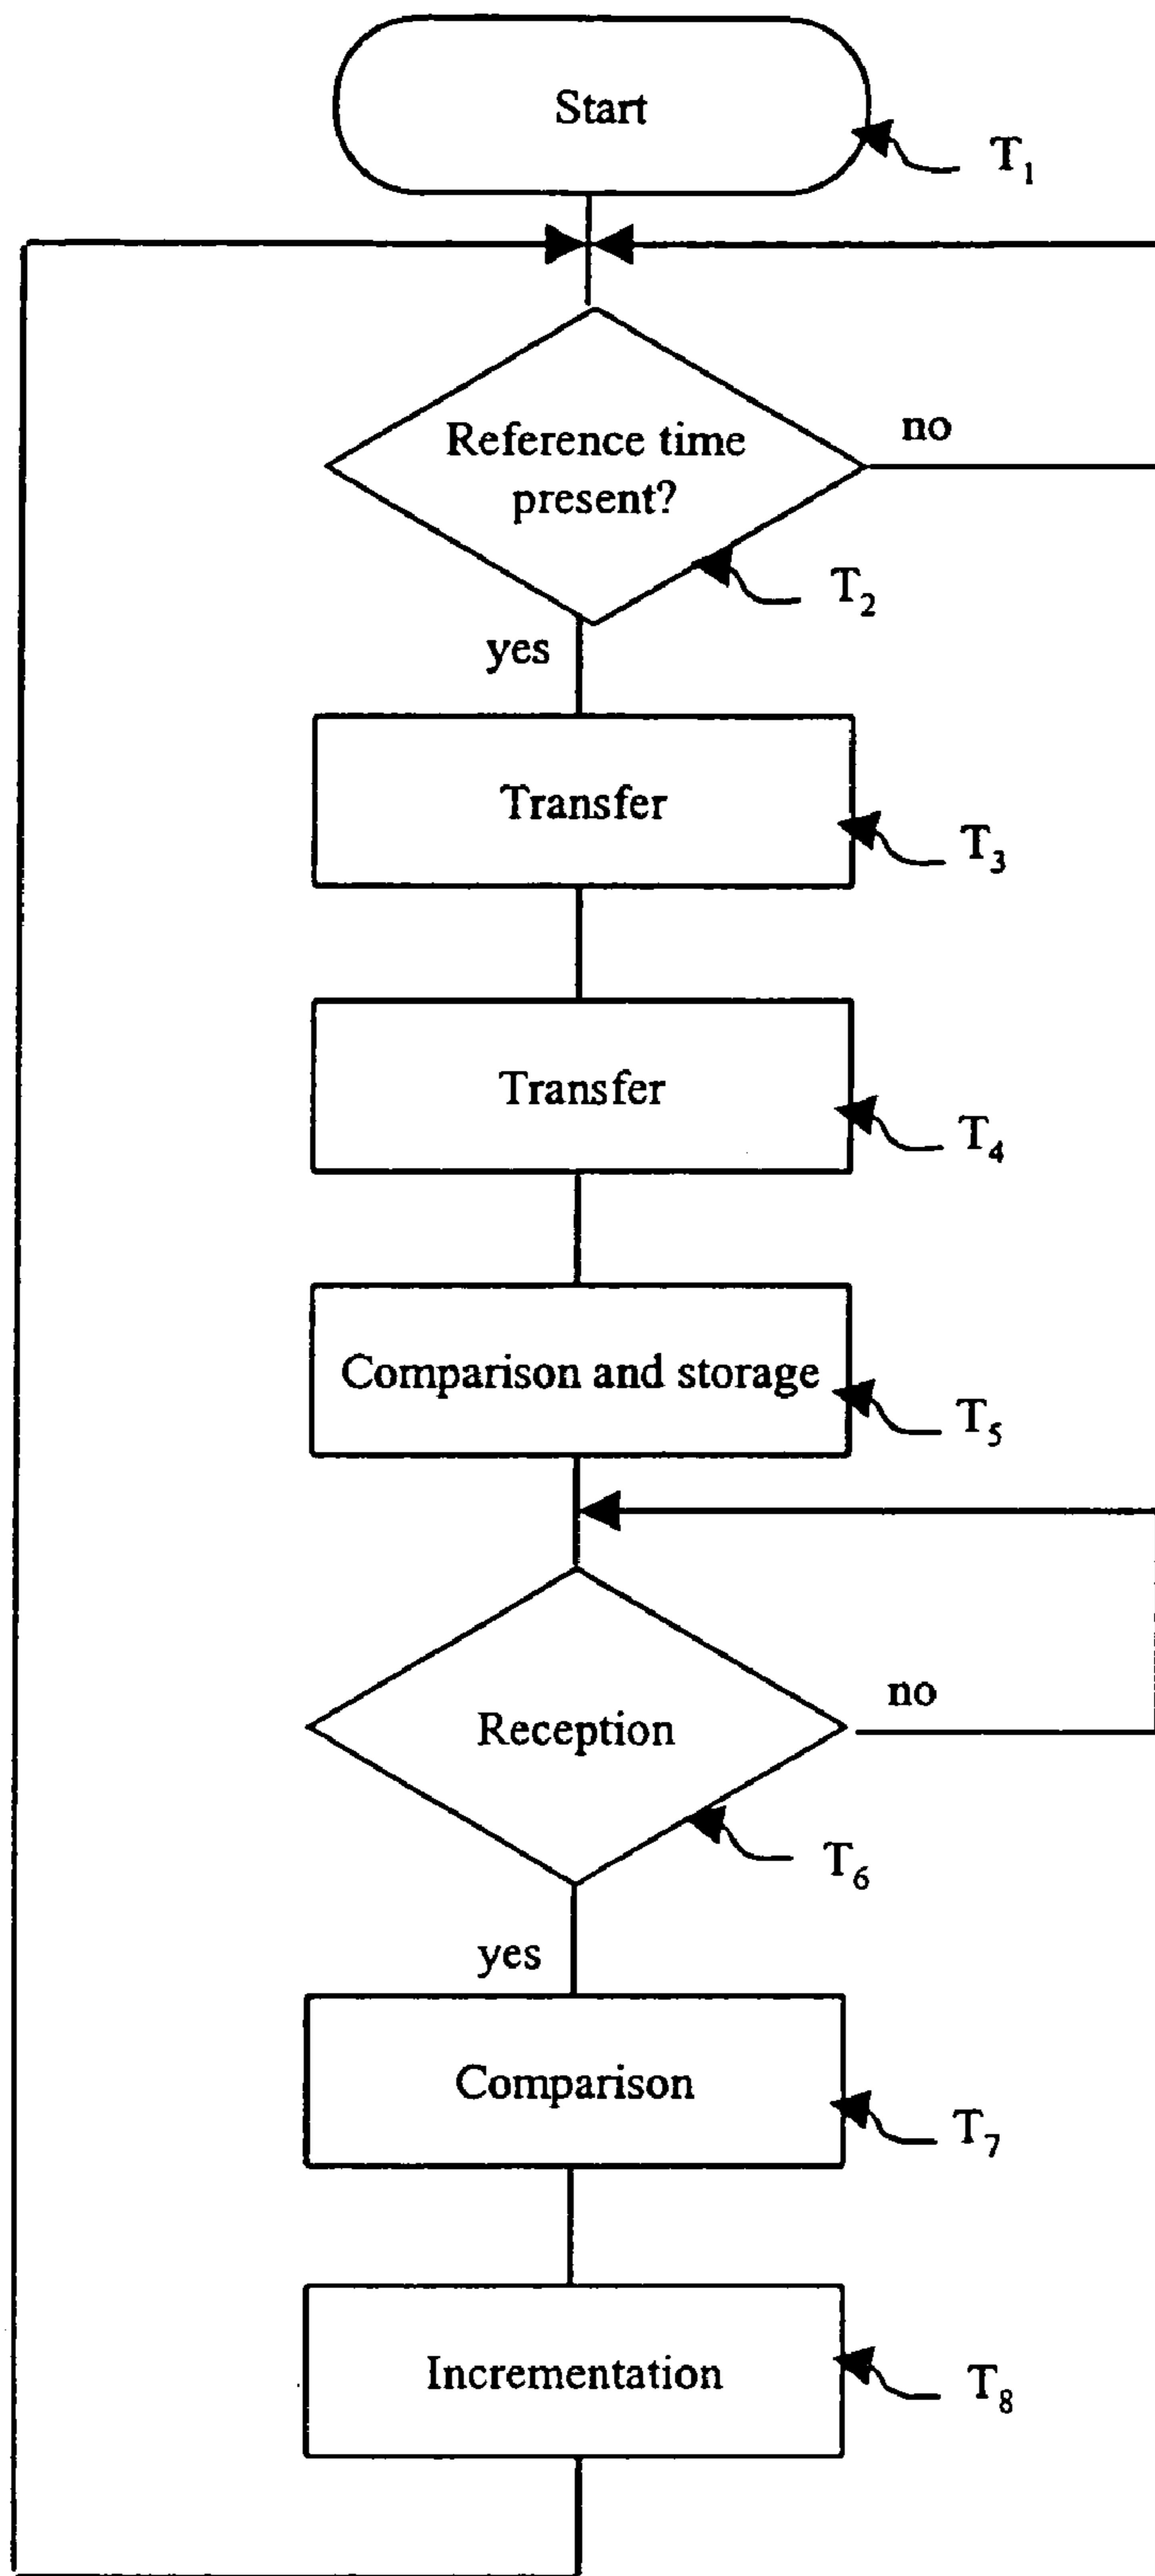 Start
T₁
Reference time
present?
no
T₂
yes
Transfer
T₃
Transfer
T₄
Comparison and storage
T₅
Reception
no
T₆
yes
Comparison
T₇
Incrementation
T₈